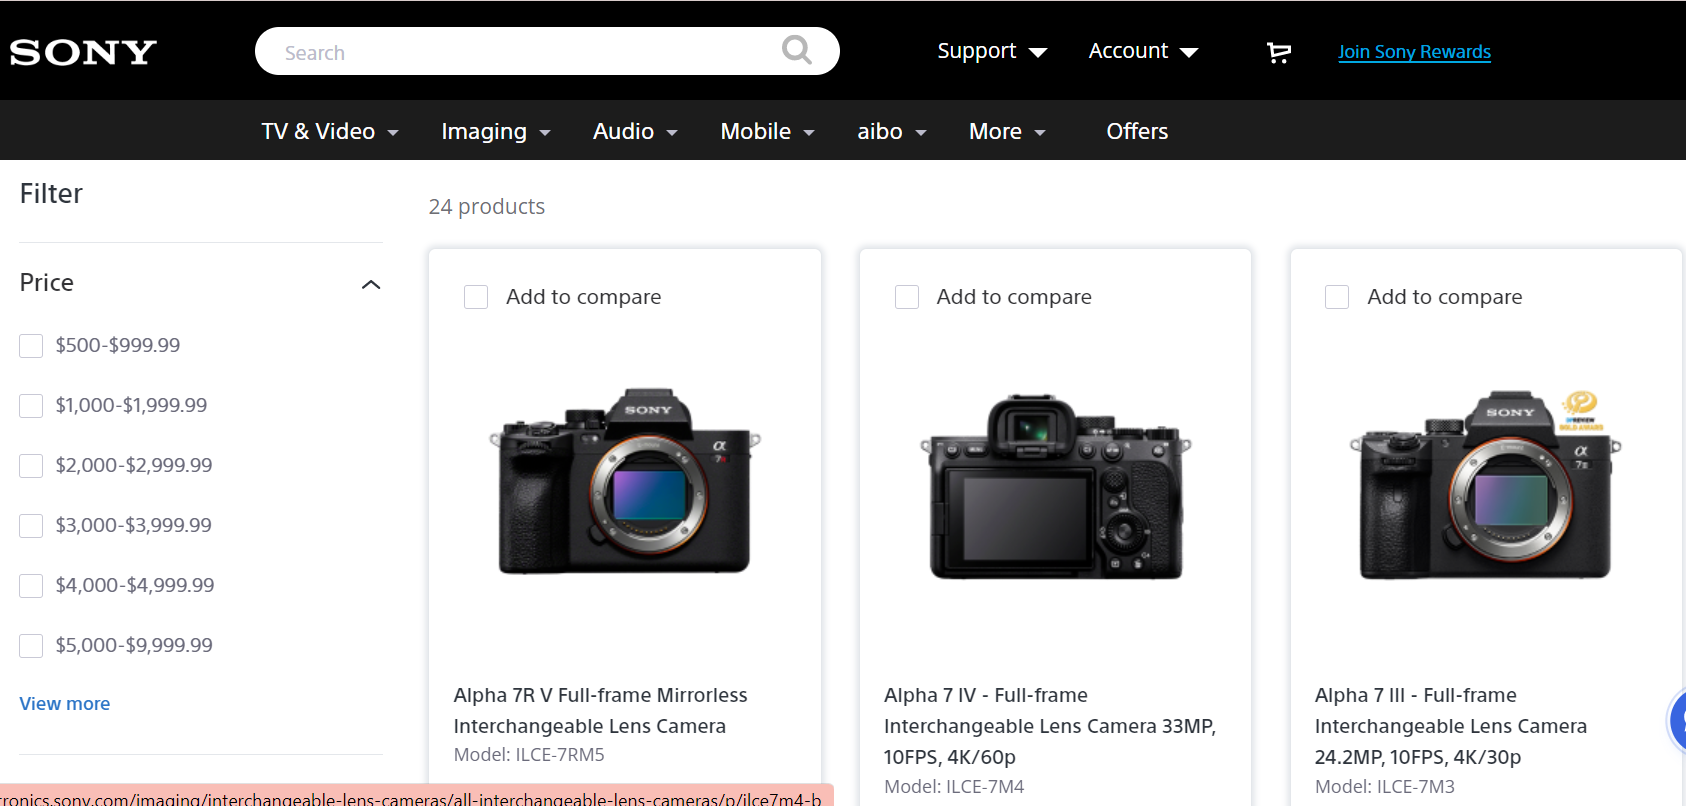 SONY
Search
Support
Account
Join Sony Rewards
TV & Video
Imaging
Audio
Mobile
aibo
More
Offers
Filter
24 products
Price
$500-$999.99
$1,000-$1,999.99
$2,000-$2,999.99
$3,000-$3,999.99
$4,000-$4,999.99
$5,000-$9,999.99
View more
Add to compare
SONY
α
7R
Alpha 7R V Full-frame Mirrorless
Interchangeable Lens Camera
Model: ILCE-7RM5
Add to compare
Alpha 7 IV - Full-frame
Interchangeable Lens Camera 33MP,
10FPS, 4K/60p
Model: ILCE-7M4
Add to compare
SONY
GOLD AWARD
α
7III
Alpha 7 III - Full-frame
Interchangeable Lens Camera
24.2MP, 10FPS, 4K/30p
Model: ILCE-7M3
tronics.sony.com/imaging/interchangeable-lens-cameras/all-interchangeable-lens-cameras/p/ilce7m4-b